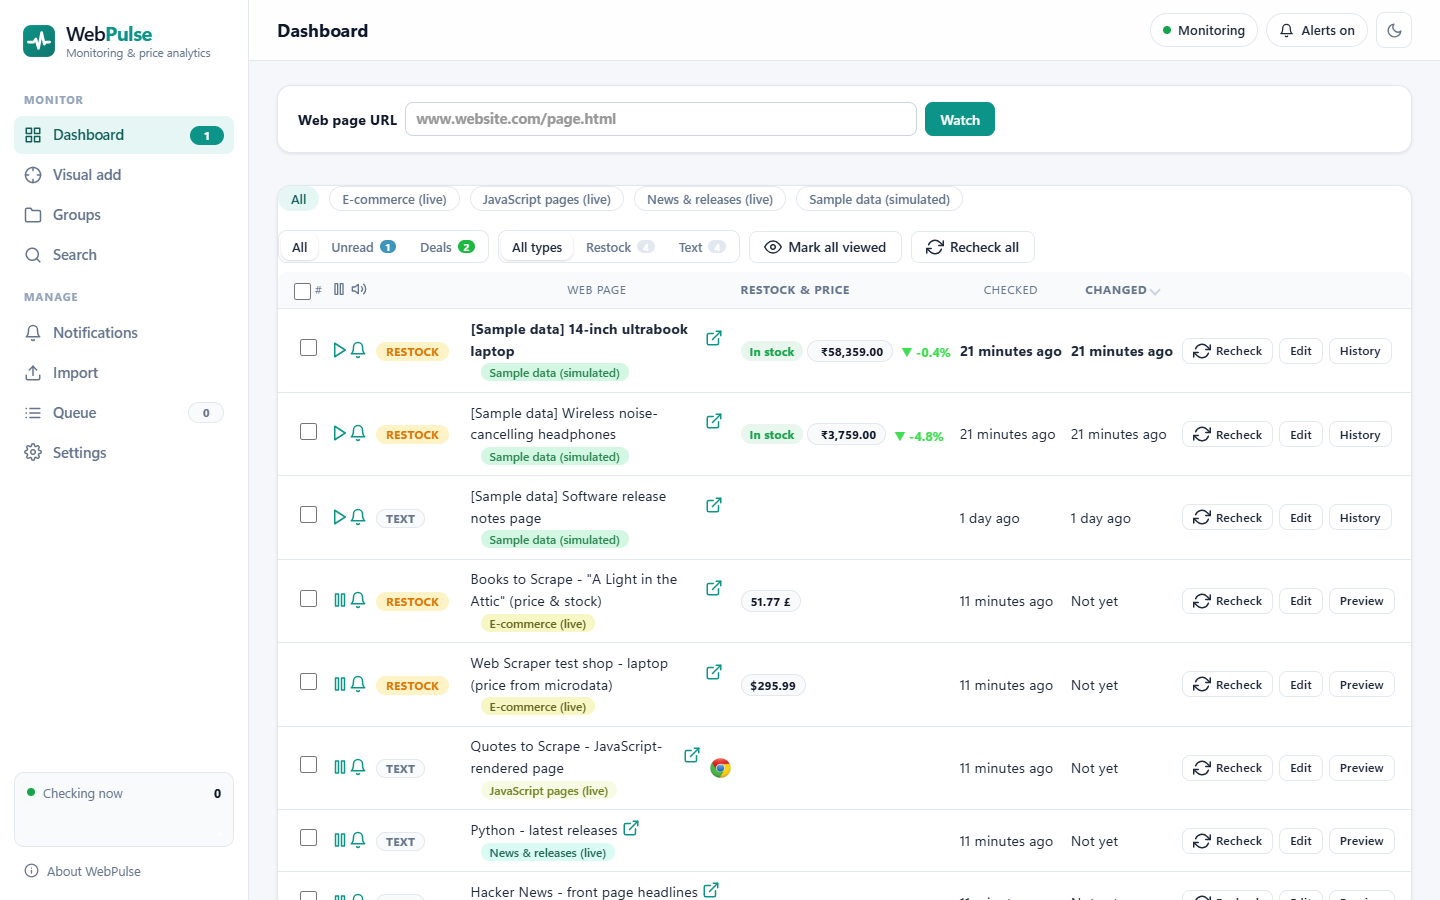 WebPulse
Monitoring & price analytics
MONITOR
Dashboard 1
Visual add
Groups
Search
MANAGE
Notifications
Import
Queue 0
Settings
Checking now 0
About WebPulse
Dashboard
Monitoring Alerts on
Web page URL www.website.com/page.html Watch
All E-commerce (live) JavaScript pages (live) News & releases (live) Sample data (simulated)
All Unread 1 Deals 2 All types Restock 4 Text 4 Mark all viewed Recheck all
# WEB PAGE RESTOCK & PRICE CHECKED CHANGED
[Sample data] 14-inch ultrabook
laptop
RESTOCK In stock ₹58,359.00 ▼ -0.4% 21 minutes ago 21 minutes ago Recheck Edit History
Sample data (simulated)
[Sample data] Wireless noise-
cancelling headphones
RESTOCK In stock ₹3,759.00 ▼ -4.8% 21 minutes ago 21 minutes ago Recheck Edit History
Sample data (simulated)
[Sample data] Software release
notes page
TEXT 1 day ago 1 day ago Recheck Edit History
Sample data (simulated)
Books to Scrape - "A Light in the
Attic" (price & stock)
RESTOCK 51.77 £ 11 minutes ago Not yet Recheck Edit Preview
E-commerce (live)
Web Scraper test shop - laptop
(price from microdata)
RESTOCK $295.99 11 minutes ago Not yet Recheck Edit Preview
E-commerce (live)
Quotes to Scrape - JavaScript-
rendered page
TEXT 11 minutes ago Not yet Recheck Edit Preview
JavaScript pages (live)
Python - latest releases
TEXT 11 minutes ago Not yet Recheck Edit Preview
News & releases (live)
Hacker News - front page headlines